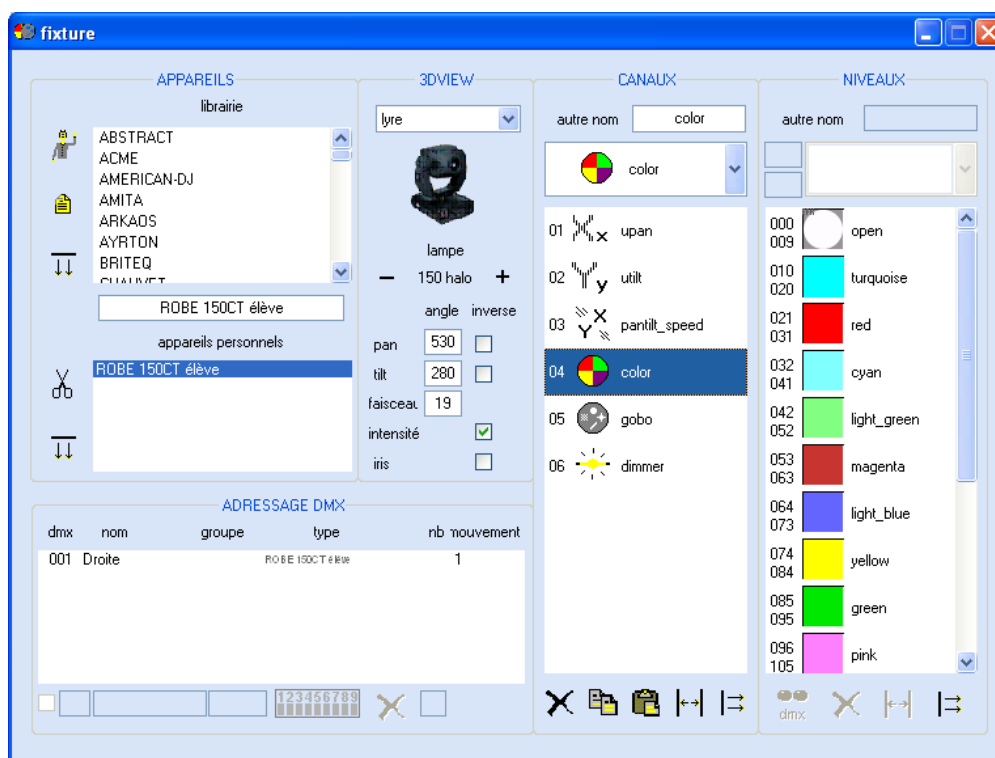 fixture
APPAREILS
librairie
ABSTRACT
ACME
AMERICAN-DJ
AMITA
ARKAOS
AYRTON
BRITEQ
CHAUVET
ROBE 150CT élève
appareils personnels
ROBE 150CT élève
3DVIEW
lyre
lampe
150 halo
angle inverse
pan 530
tilt 280
faisceau 19
intensité
iris
CANAUX
autre nom color
color
01 upan
02 utilt
03 pantilt_speed
04 color
05 gobo
06 dimmer
NIVEAUX
autre nom
000 009 open
010 020 turquoise
021 031 red
032 041 cyan
042 052 light_green
053 063 magenta
064 073 light_blue
074 084 yellow
085 095 green
096 105 pink
dmx
ADRESSAGE DMX
dmx nom groupe type nb mouvement
001 Droite ROBE 150CT élève 1
123456789